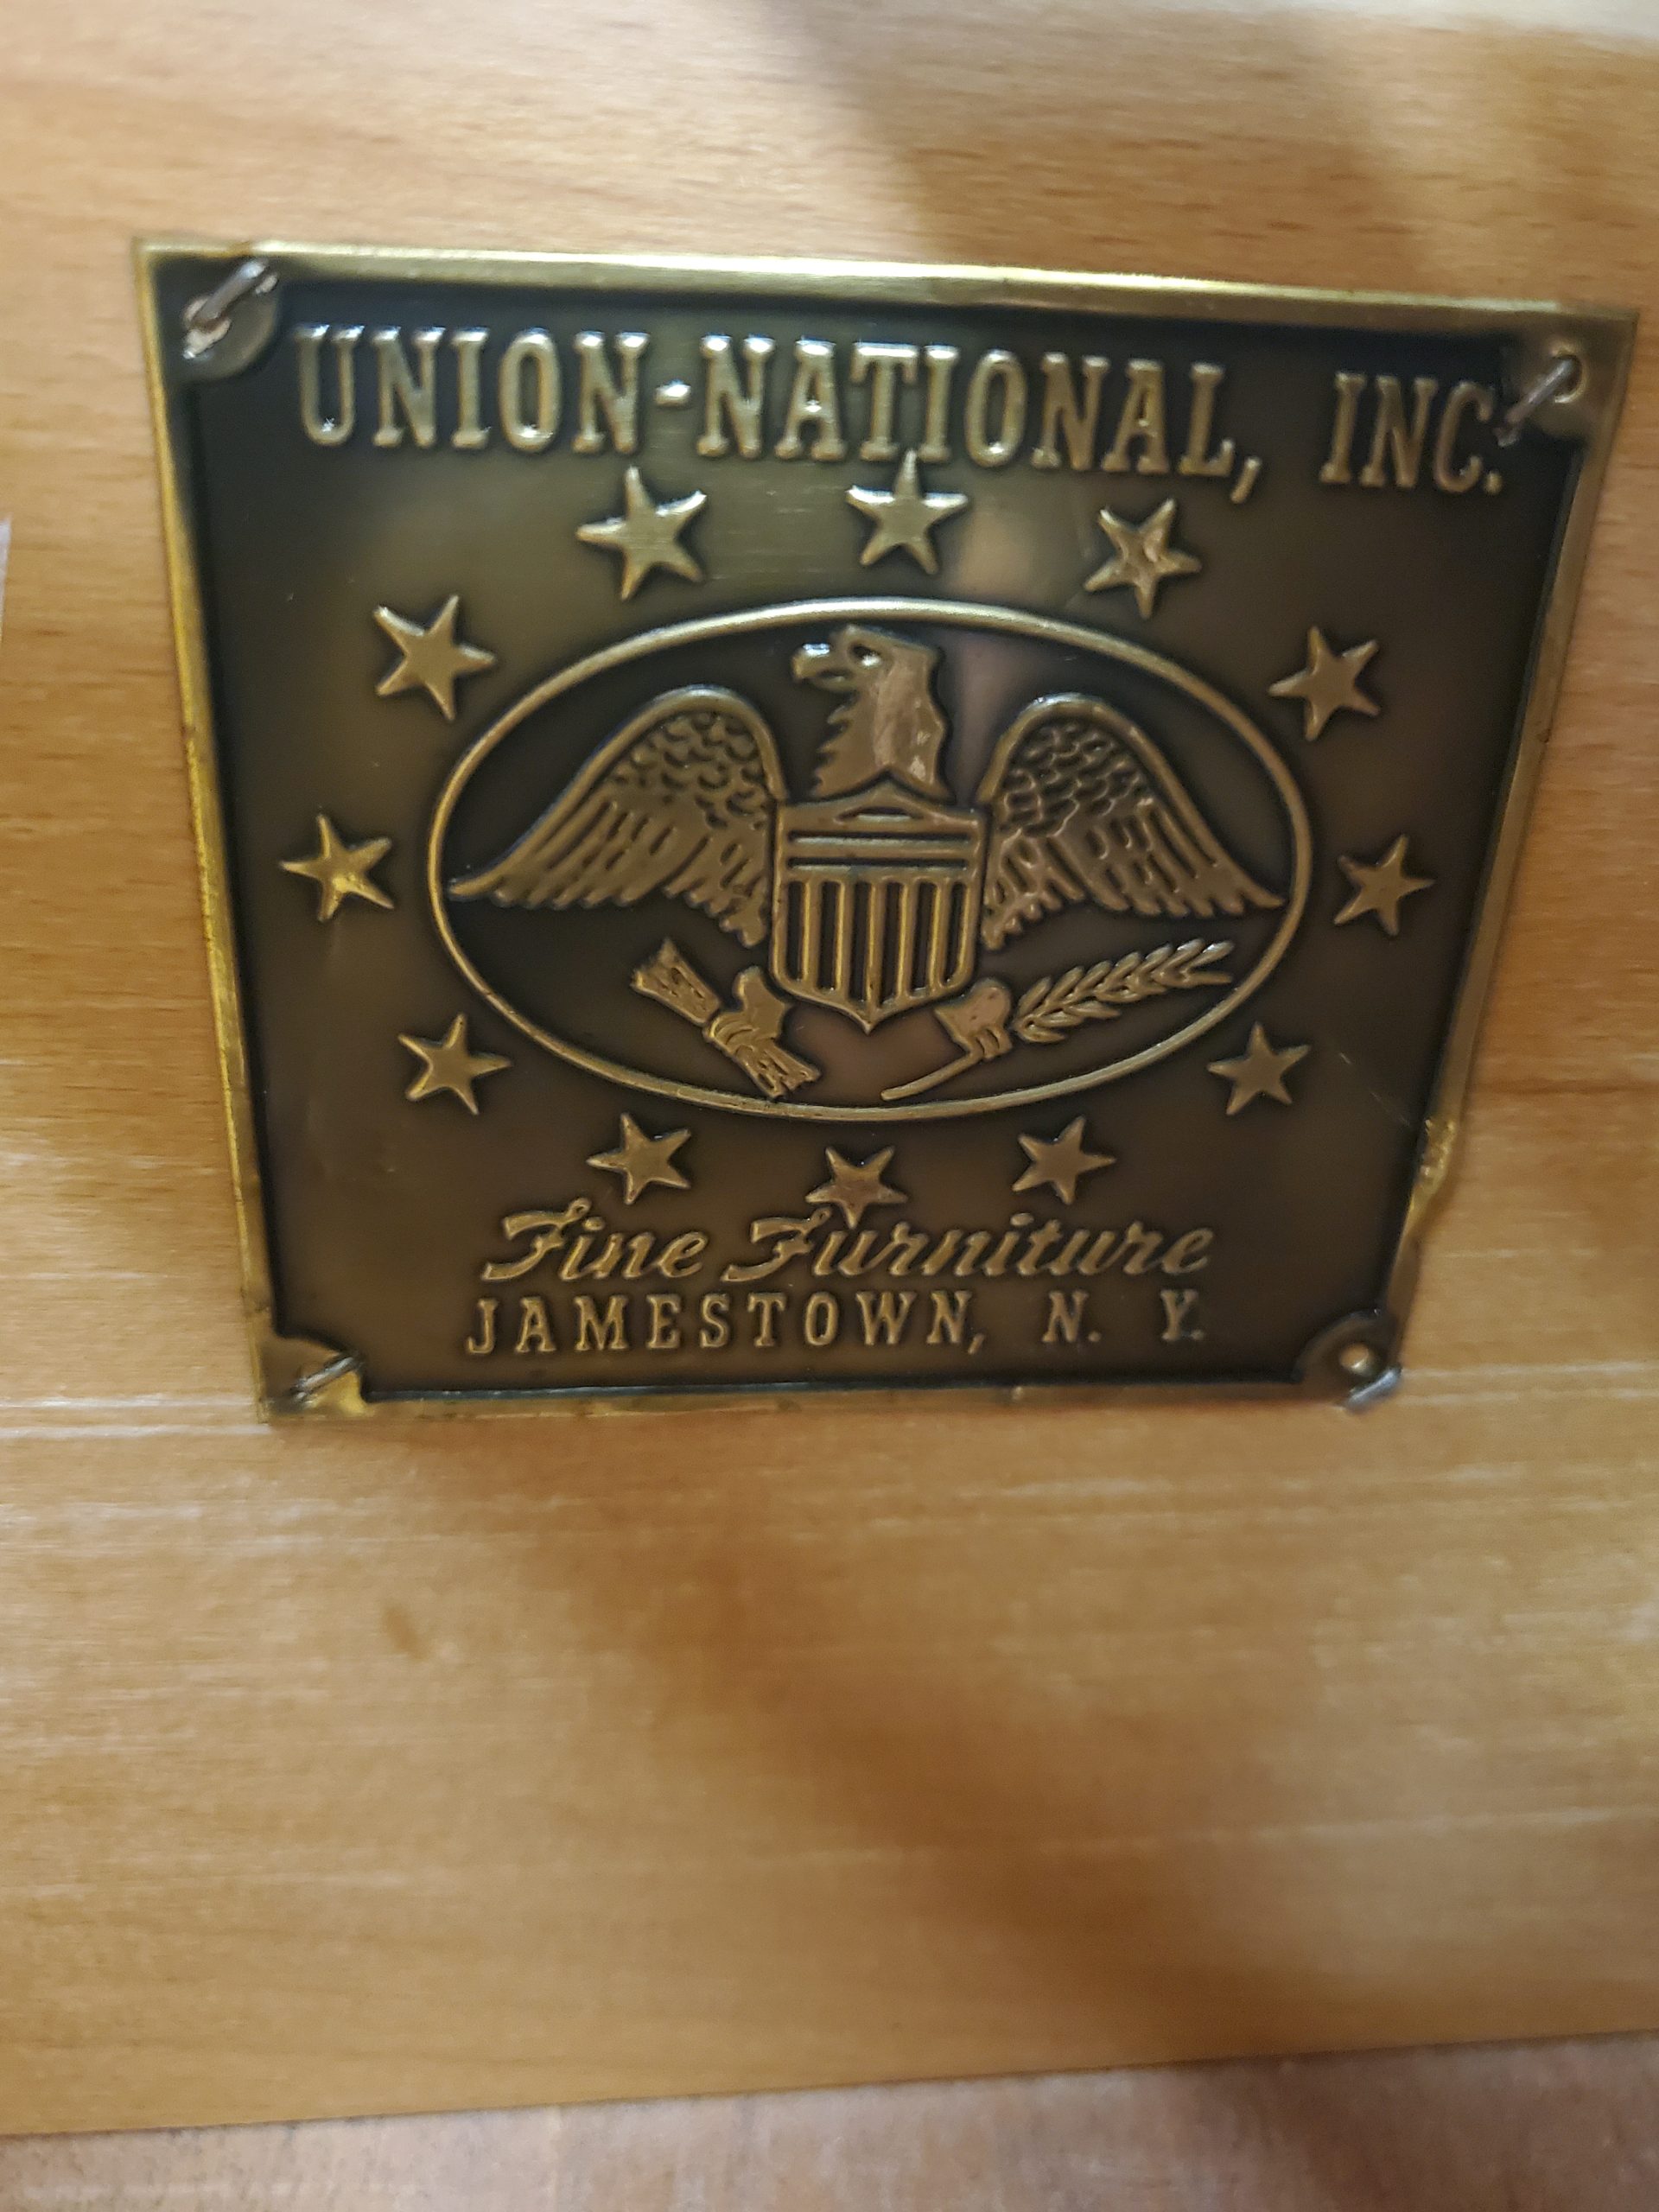 UNION-NATIONAL, INC.
Fine Furniture
JAMESTOWN, N. Y.